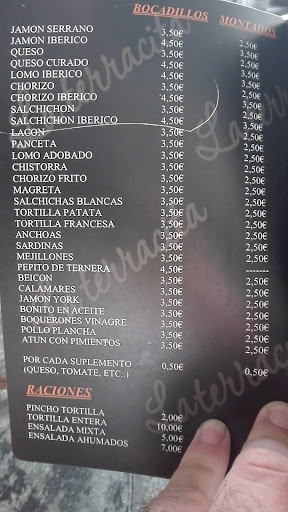 BOCADILLOS MONTADOS
JAMON SERRANO 3,50€ 2,50€
JAMON IBERICO 4,50€ 3,50€
QUESO 3,50€ 2,50€
QUESO CURADO 4,50€ 3,50€
LOMO IBERICO 4,50€ 3,50€
CHORIZO 3,50€ 2,50€
CHORIZO IBERICO 4,50€ 3,50€
SALCHICHON 3,50€ 2,50€
SALCHICHON IBERICO 4,50€ 3,50€
LACON 3,50€ 2,50€
PANCETA 3,50€ 2,50€
LOMO ADOBADO 3,50€ 2,50€
CHISTORRA 3,50€ 2,50€
CHORIZO FRITO 3,50€ 2,50€
MAGRETA 3,50€ 2,50€
SALCHICHAS BLANCAS 3,50€ 2,50€
TORTILLA PATATA 3,50€ 2,50€
TORTILLA FRANCESA 3,50€ 2,50€
ANCHOAS 3,50€ 2,50€
SARDINAS 3,50€ 2,50€
MEJILLONES 3,50€ 2,50€
PEPITO DE TERNERA 4,50€ -------
BEICON 3,50€ 2,50€
CALAMARES 3,50€ 2,50€
JAMON YORK 3,50€ 2,50€
BONITO EN ACEITE 3,50€ 2,50€
BOQUERONES VINAGRE 3,50€ 2,50€
POLLO PLANCHA 3,50€ 2,50€
ATUN CON PIMIENTOS 3,50€ 2,50€
POR CADA SUPLEMENTO 0,50€ 0,50€
(QUESO, TOMATE, ETC..)
RACIONES
PINCHO TORTILLA 2,00€
TORTILLA ENTERA 10,00€
ENSALADA MIXTA 5,00€
ENSALADA AHUMADOS 7,00€
Laterracita
Laterracita
Laterracita